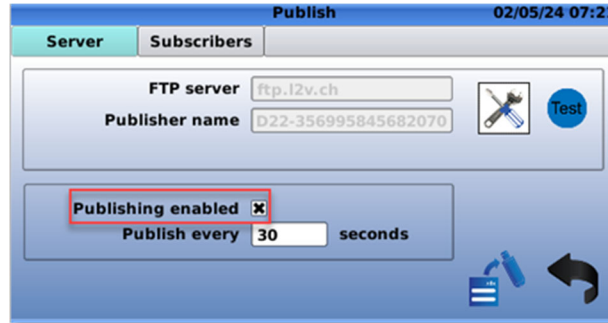 Publish 02/05/24 07:2
Server Subscribers
FTP server ftp.l2v.ch
Publisher name D22-356995845682070
Test
Publishing enabled
Publish every 30 seconds